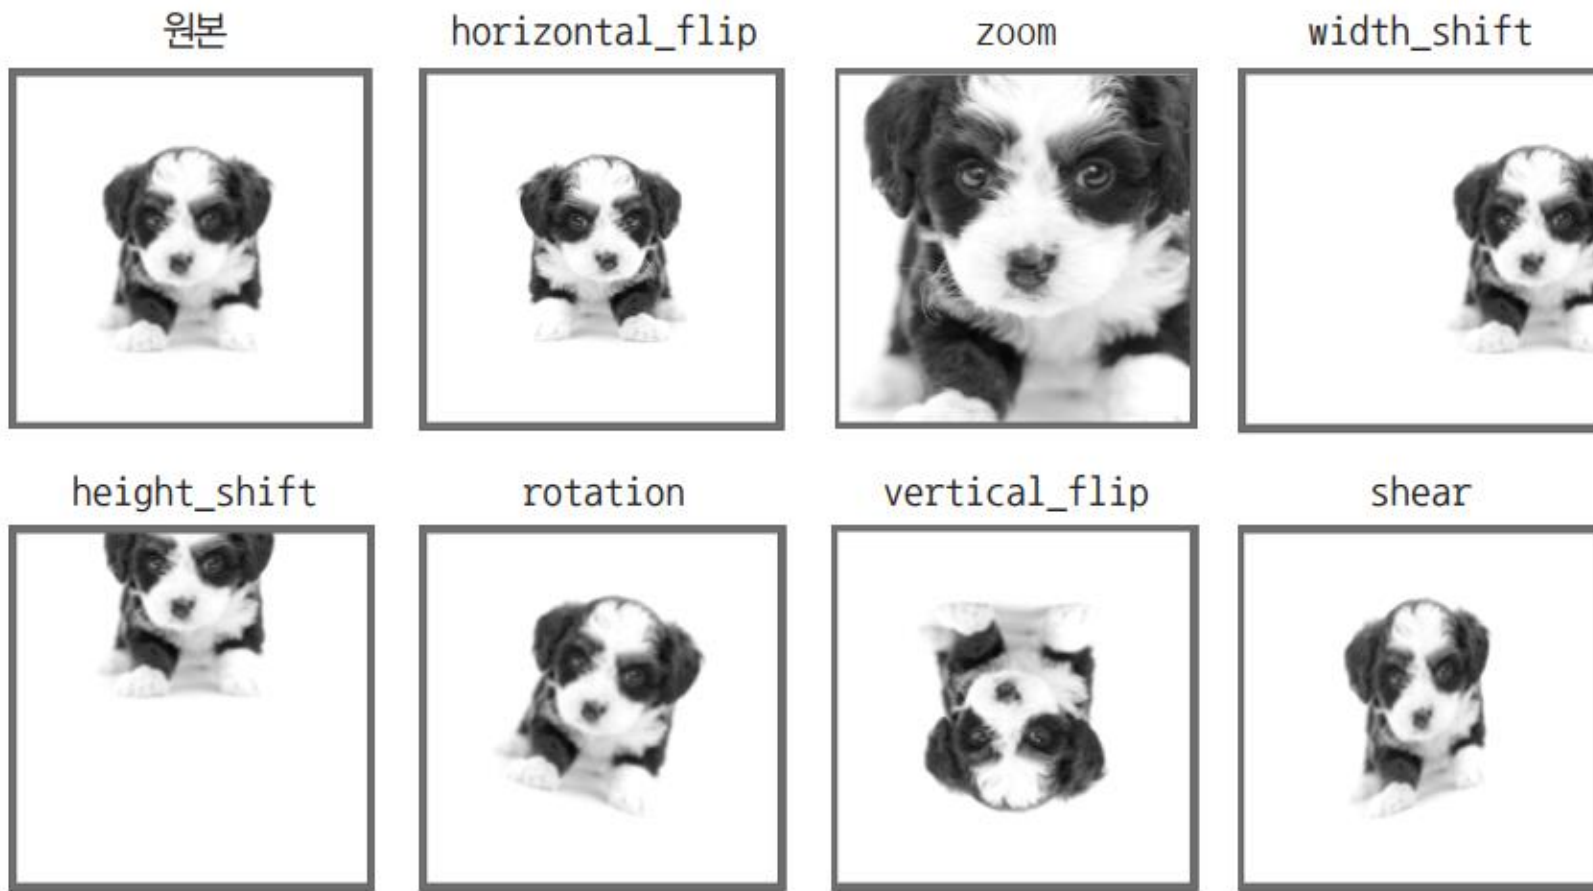 원본
horizontal_flip
zoom
width_shift
height_shift
rotation
vertical_flip
shear